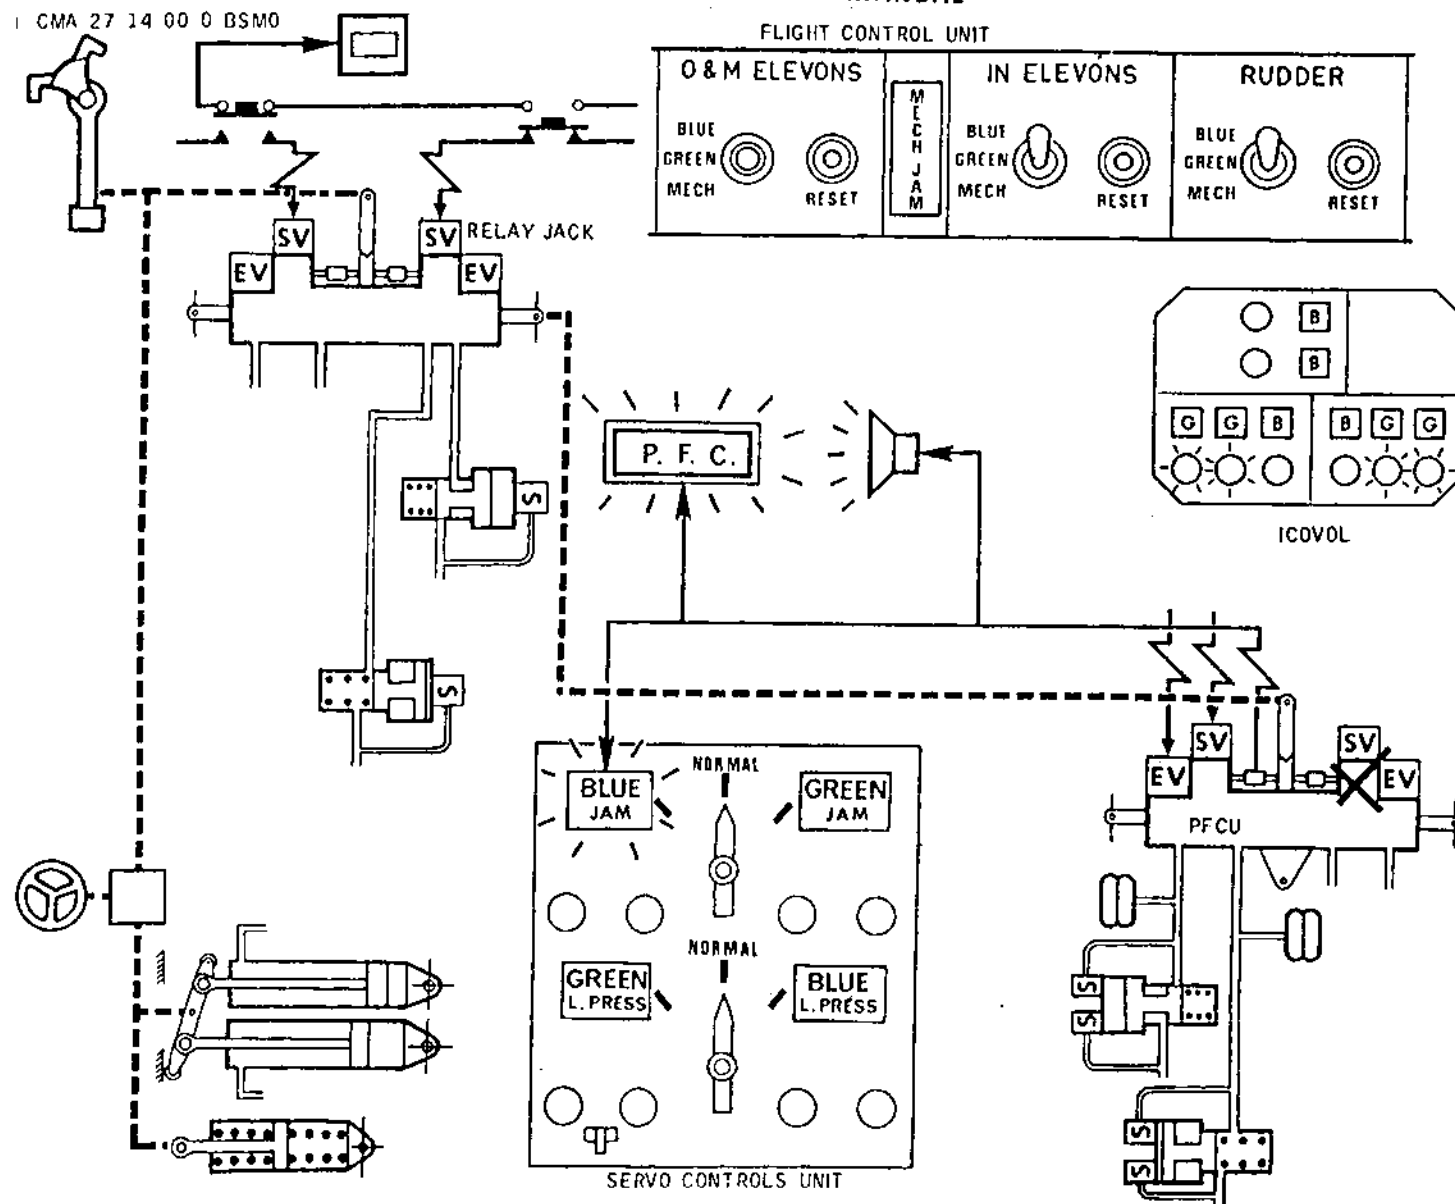 CMA 27 14 00 0 BSM0
FLIGHT CONTROL UNIT
O & M ELEVONS
BLUE
GREEN
MECH
RESET
MECH JAM
IN ELEVONS
BLUE
GREEN
MECH
RESET
RUDDER
BLUE
GREEN
MECH
RESET
SV
SV
RELAY JACK
EV
EV
B
B
G G B
B G G
ICOVOL
P. F. C.
S
S
NORMAL
BLUE
JAM
GREEN
JAM
NORMAL
GREEN
L. PRESS
BLUE
L. PRESS
SERVO CONTROLS UNIT
SV
SV
EV
EV
PFCU
S
S
S
S